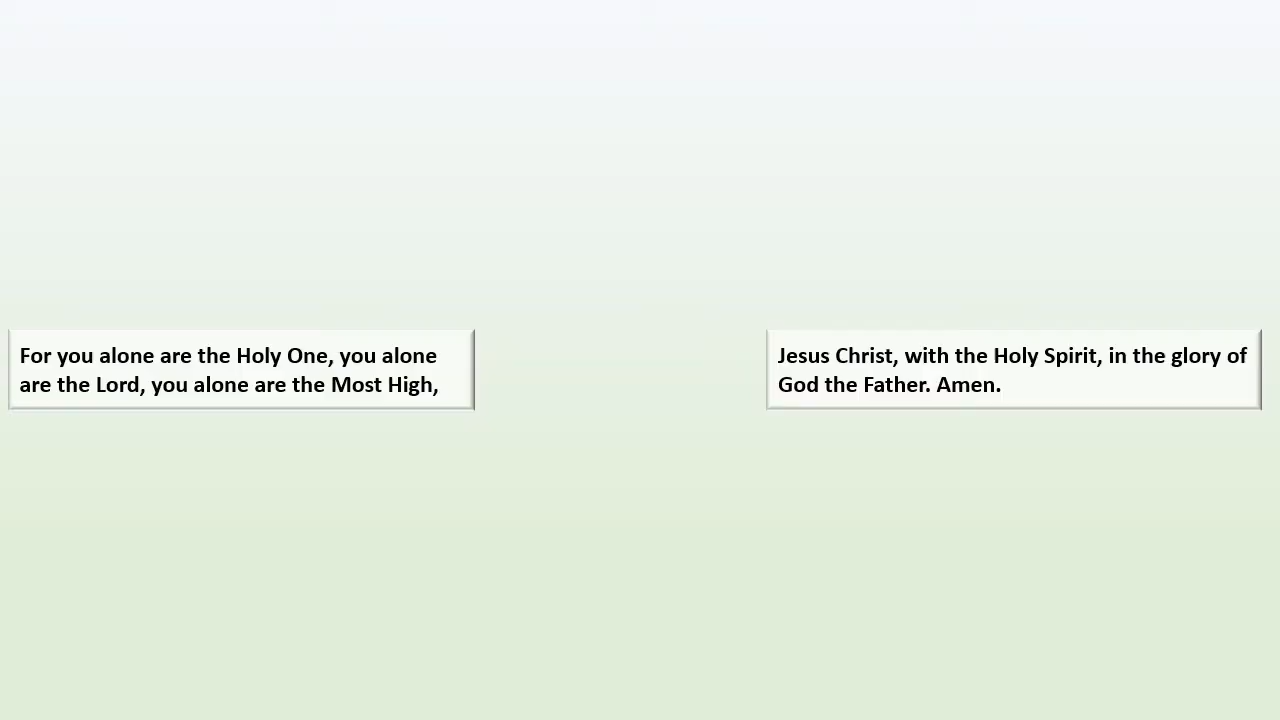 For you alone are the Holy One, you alone
are the Lord, you alone are the Most High,
Jesus Christ, with the Holy Spirit, in the glory of
God the Father. Amen.